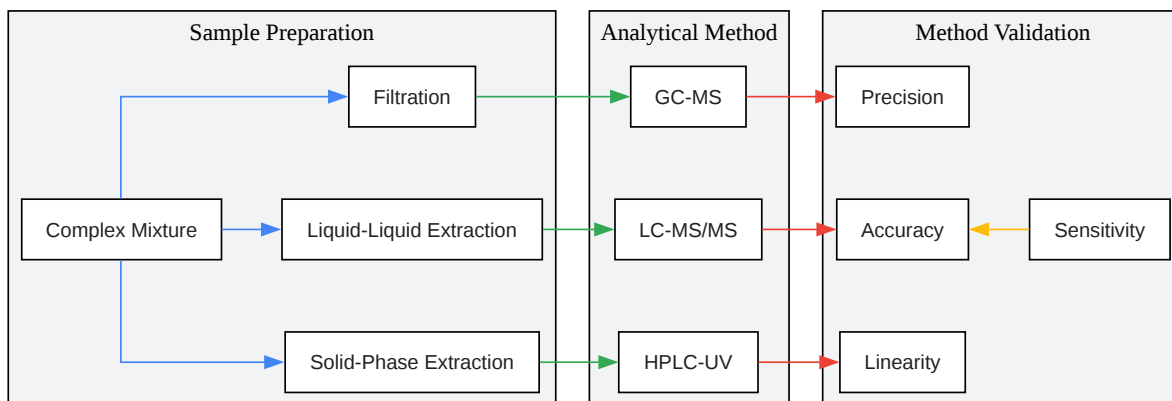 Sample Preparation
Analytical Method
Method Validation
Filtration
GC-MS
Precision
Complex Mixture
Liquid-Liquid Extraction
LC-MS/MS
Accuracy
Sensitivity
Solid-Phase Extraction
HPLC-UV
Linearity